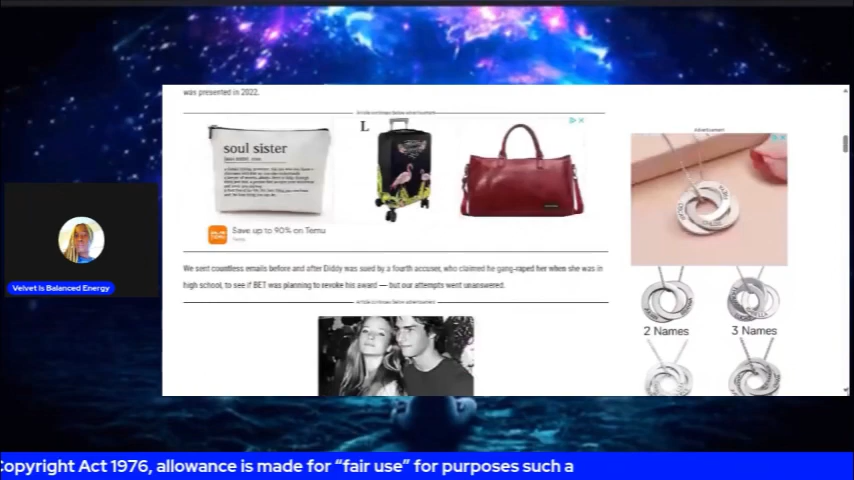 was presented in 2022.
Article continues below advertisement
L
soul sister
Save up to 90% on Temu
Temu
Advertisement
We sent countless emails before and after Diddy was sued by a fourth accuser, who claimed he gang-raped her when she was in
high school, to see if BET was planning to revoke his award — but our attempts went unanswered.
Article continues below advertisement
2 Names
3 Names
Velvet Is Balanced Energy
Copyright Act 1976, allowance is made for “fair use” for purposes such a